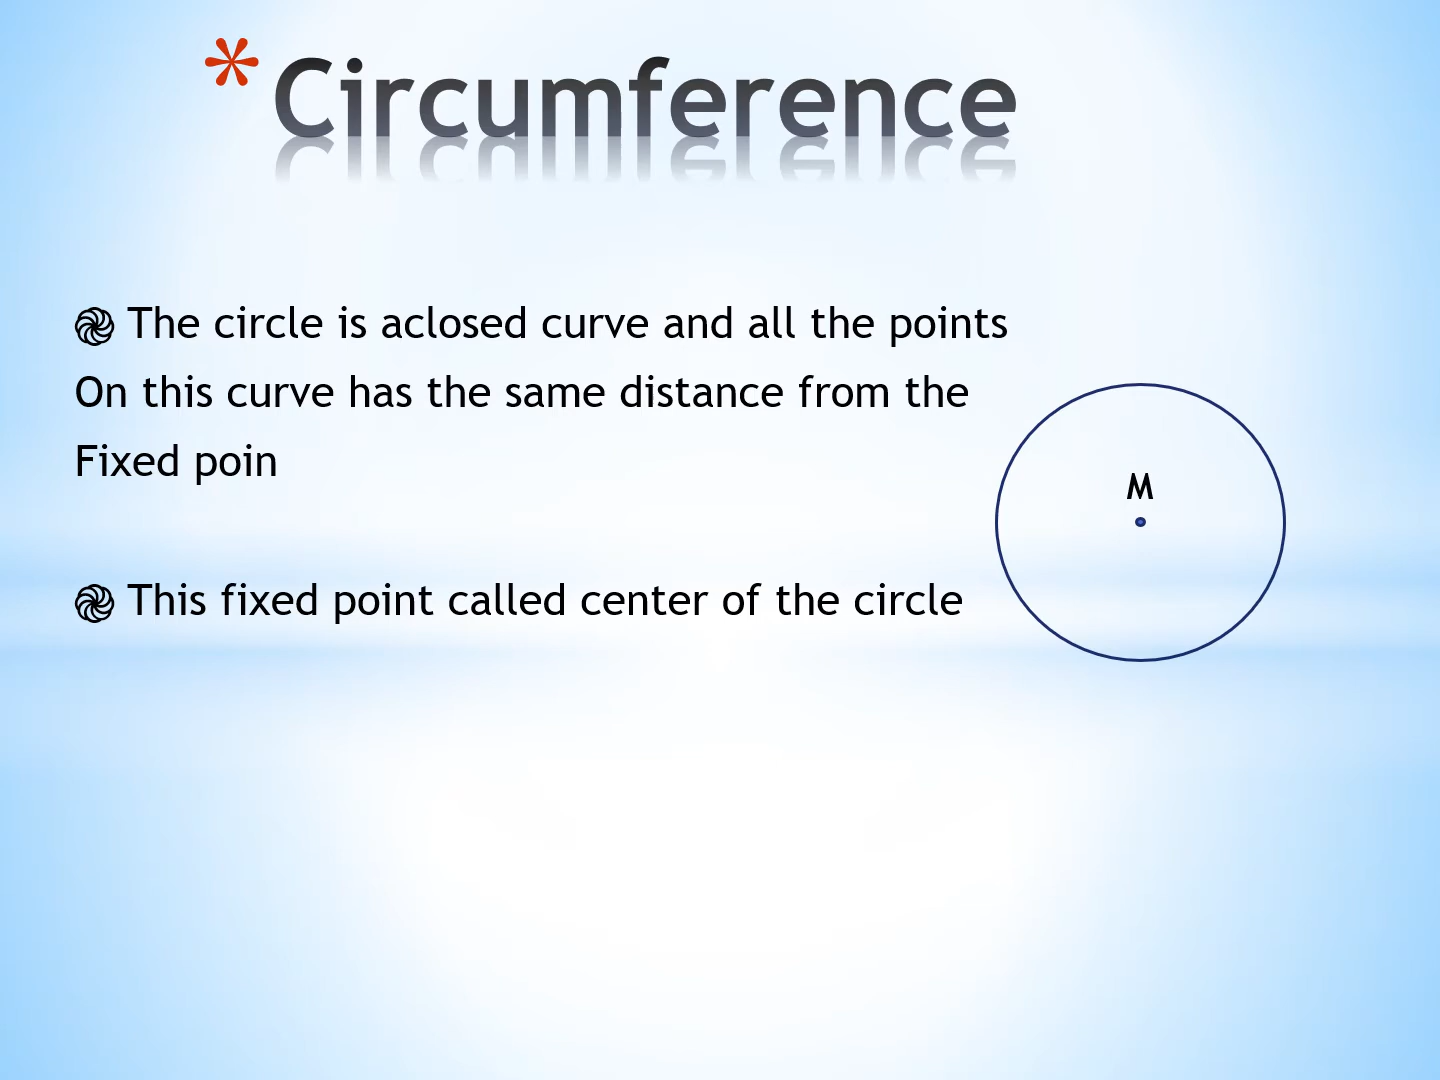 * Circumference
֎ The circle is aclosed curve and all the points
On this curve has the same distance from the
Fixed poin
M
֎ This fixed point called center of the circle